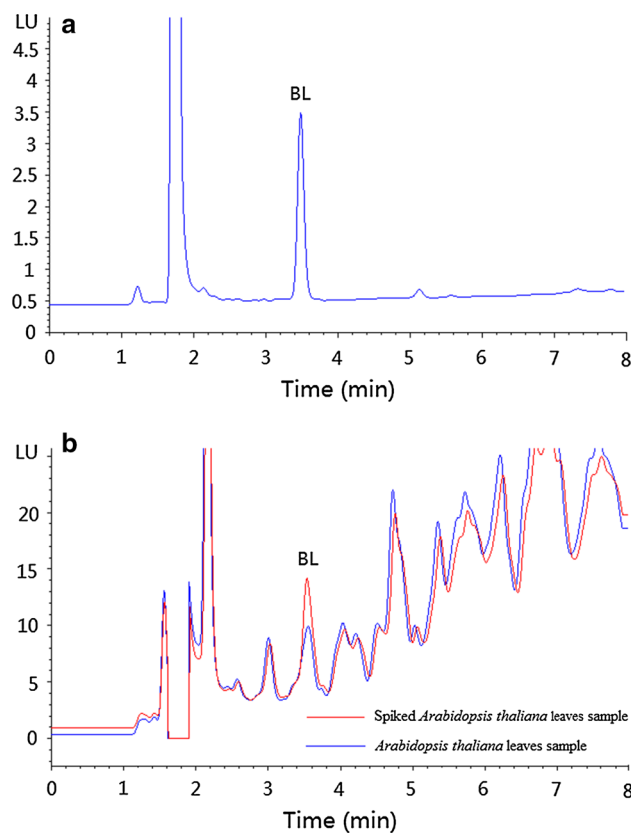 LU
a
4.5
4
3.5
3
2.5
2
1.5
1
0.5
0
BL
0 1 2 3 4 5 6 7 8
Time (min)
LU
b
20
15
10
5
0
BL
Spiked Arabidopsis thaliana leaves sample
Arabidopsis thaliana leaves sample
0 1 2 3 4 5 6 7 8
Time (min)